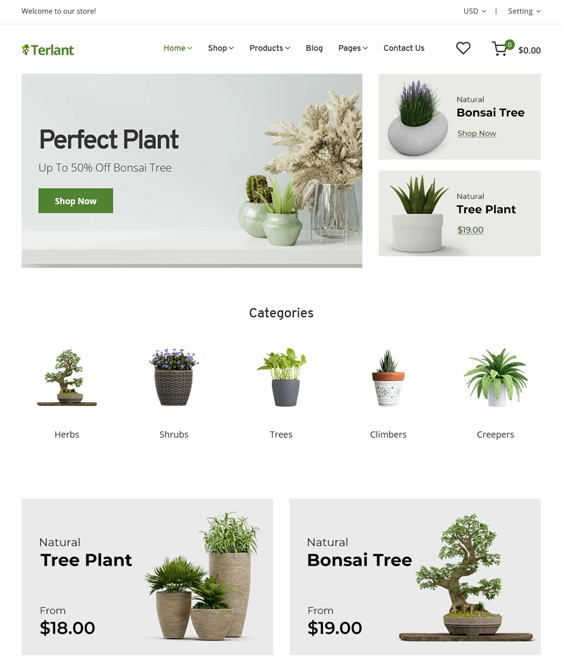 Welcome to our store!
USD | Setting
Terlant
Home Shop Products Blog Pages Contact Us
0 $0.00
Perfect Plant
Up To 50% Off Bonsai Tree
Shop Now
Natural
Bonsai Tree
Shop Now
Natural
Tree Plant
$19.00
Categories
Herbs
Shrubs
Trees
Climbers
Creepers
Natural
Tree Plant
From
$18.00
Natural
Bonsai Tree
From
$19.00